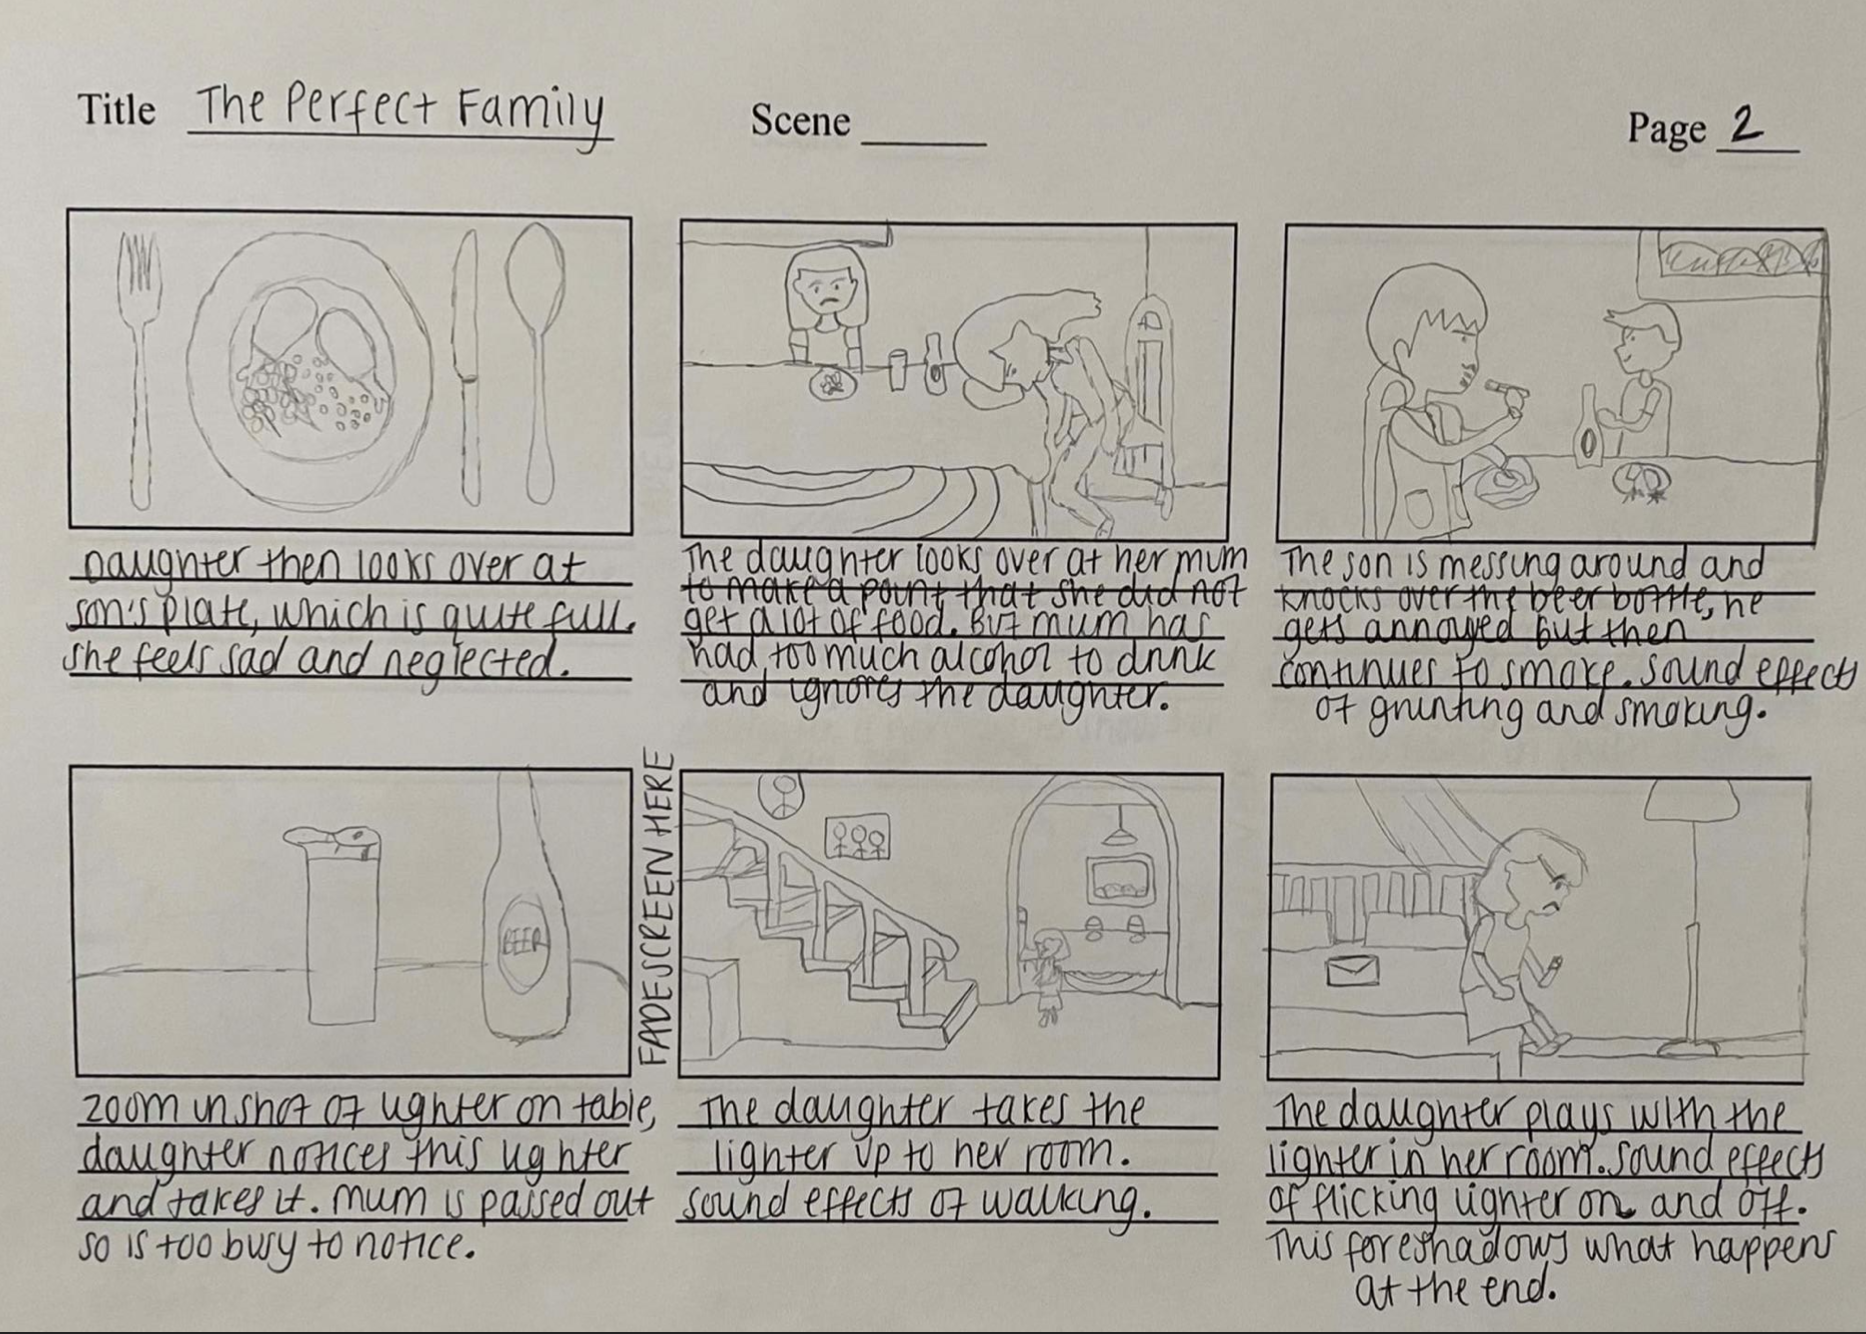 Title The Perfect Family
Scene
Page 2
Daughter then looks over at
son's plate, which is quite full.
she feels sad and neglected.
The daughter looks over at her mum
to make a point that she did not
get a lot of food. But mum has
had too much alcohol to drink
and ignores the daughter.
The son is messing around and
knocks over the beer bottle, he
gets annoyed but then
continues to smoke. Sound effects
of grunting and smoking.
BEER
FADESCREEN HERE
zoom in shot of lighter on table,
daughter notices this lighter
and takes it. mum is passed out
so is too busy to notice.
The daughter takes the
lighter up to her room.
sound effects of walking.
The daughter plays with the
lighter in her room. Sound effects
of flicking lighter on and off.
This foreshadows what happens
at the end.